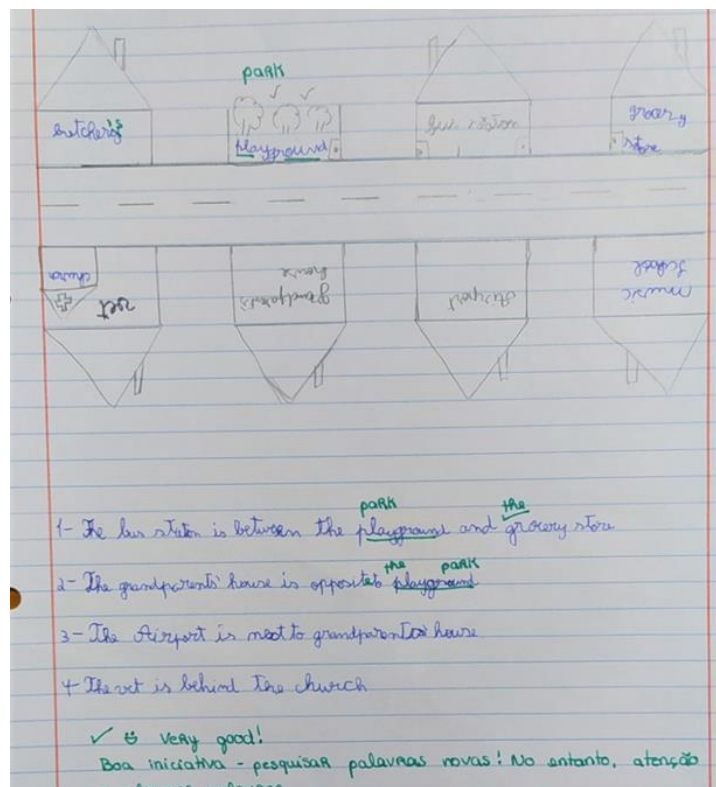 PARK
butcher's
playground
bus station
grocery
store
church
vet
grandparents
house
Airport
music
School
PARK the
1- The bus station is between the playground and grocery store
the PARK
2- The grandparents' house is opposite playground
3- The Airport is next to grandparents house
4- The vet is behind the church
✓ VERY good!
Boa iniciativa - pesquisar palavras novas! No entanto, atenção